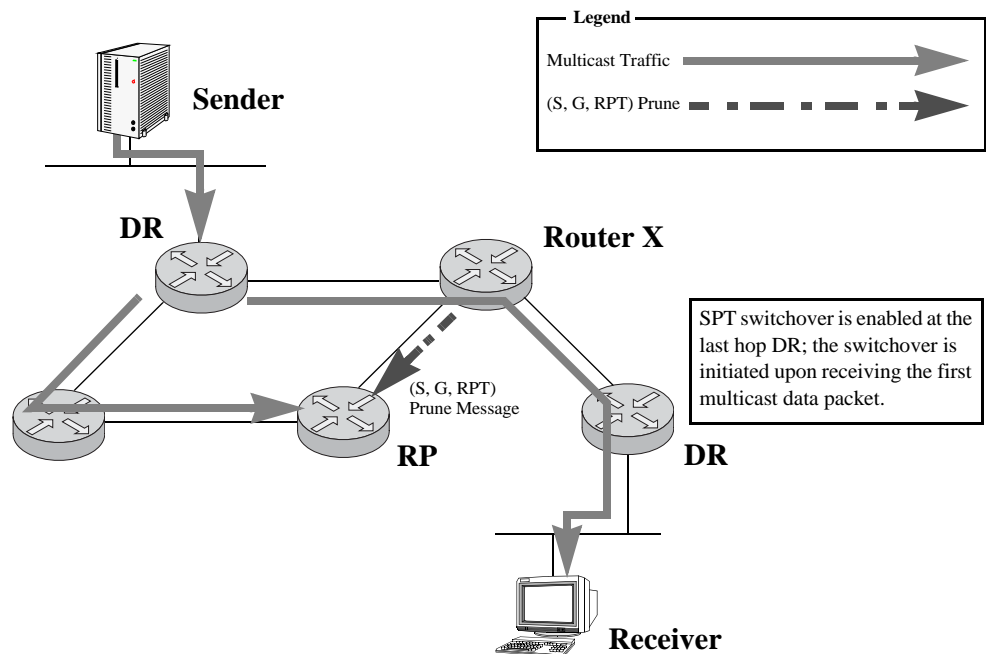 Legend
Multicast Traffic
(S, G, RPT) Prune
Sender
DR
Router X
SPT switchover is enabled at the
last hop DR; the switchover is
initiated upon receiving the first
multicast data packet.
(S, G, RPT)
Prune Message
RP
DR
Receiver